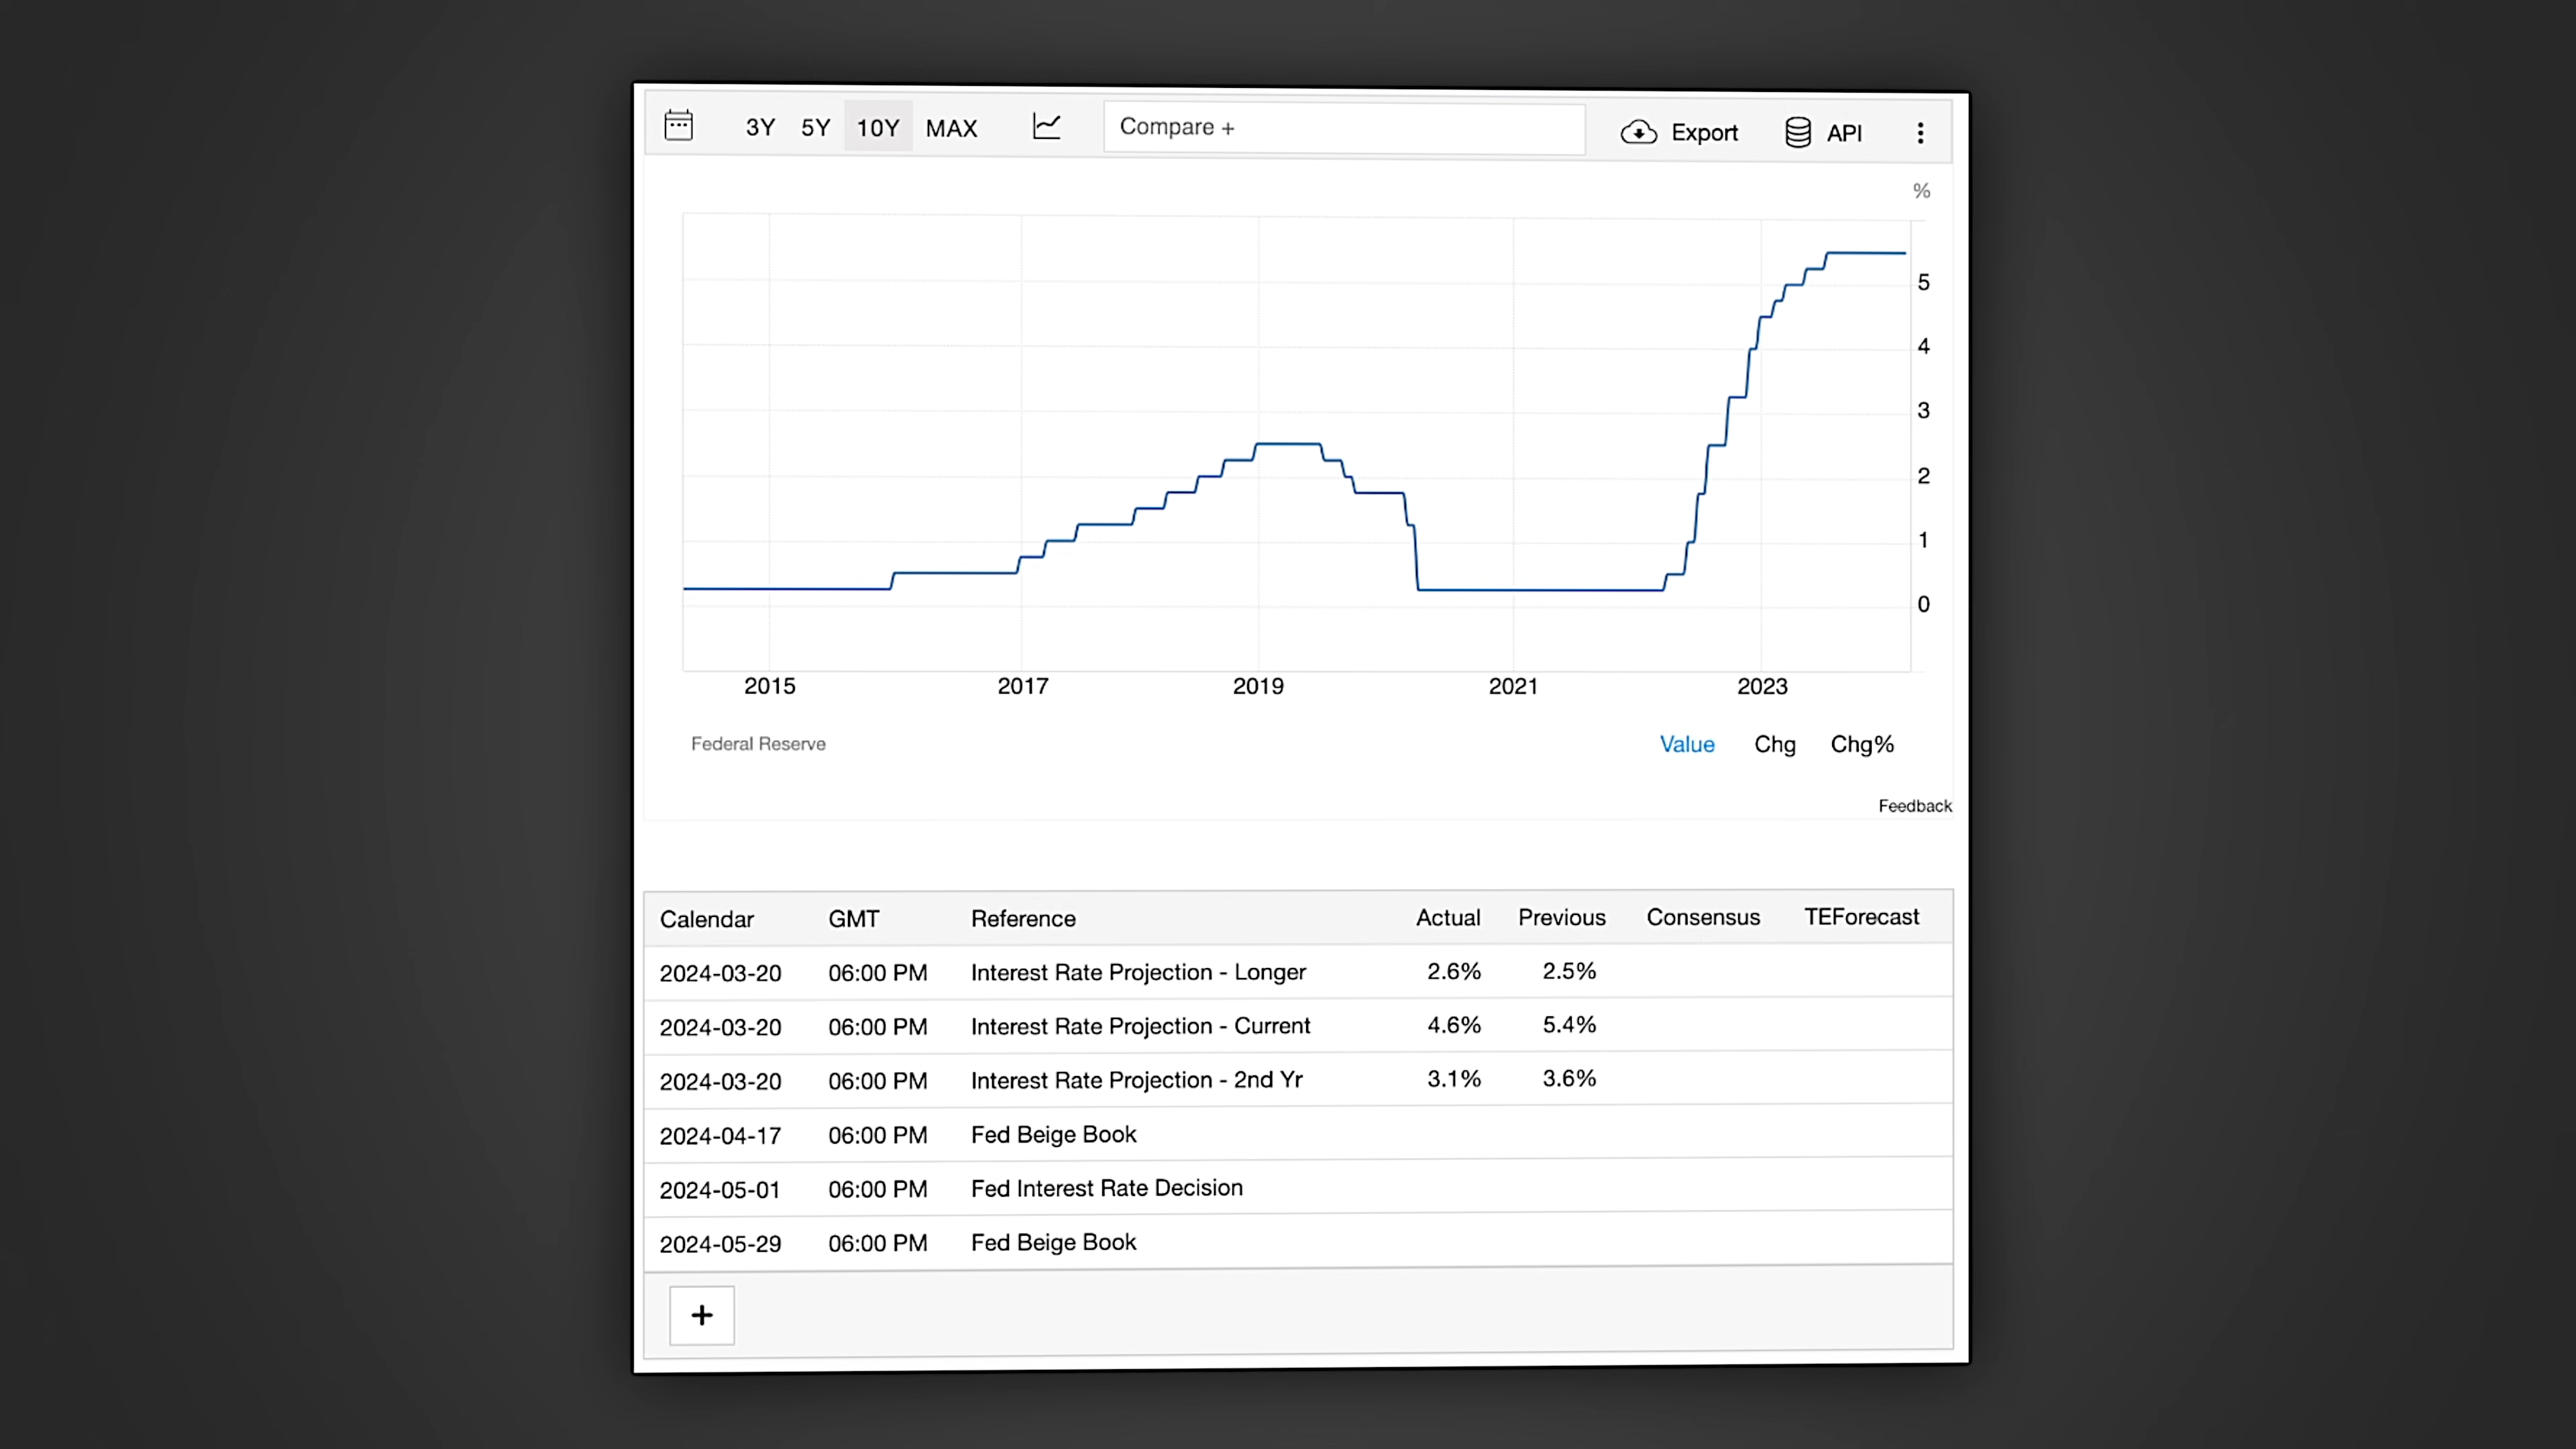 3Y 5Y 10Y MAX Compare + Export API
%
5
4
3
2
1
0
2015 2017 2019 2021 2023
Federal Reserve Value Chg Chg%
Feedback
Calendar GMT Reference Actual Previous Consensus TEForecast
2024-03-20 06:00 PM Interest Rate Projection - Longer 2.6% 2.5%
2024-03-20 06:00 PM Interest Rate Projection - Current 4.6% 5.4%
2024-03-20 06:00 PM Interest Rate Projection - 2nd Yr 3.1% 3.6%
2024-04-17 06:00 PM Fed Beige Book
2024-05-01 06:00 PM Fed Interest Rate Decision
2024-05-29 06:00 PM Fed Beige Book
+